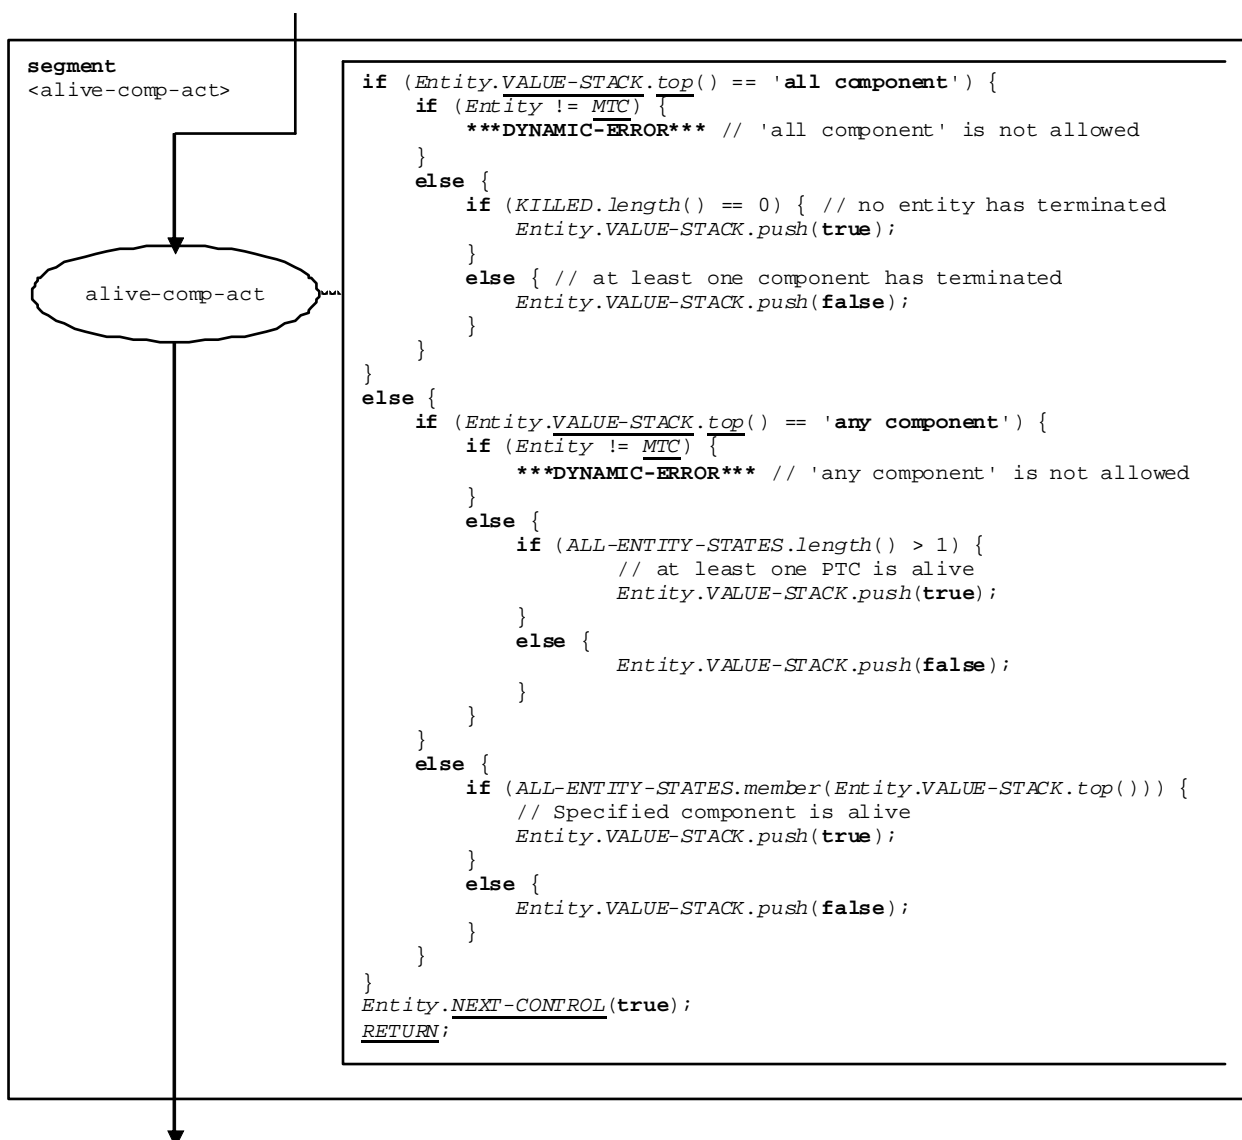 segment
<alive-comp-act>
alive-comp-act
if (Entity.VALUE-STACK.top() == 'all component') {
if (Entity != MTC) {
***DYNAMIC-ERROR*** // 'all component' is not allowed
}
else {
if (KILLED.length() == 0) { // no entity has terminated
Entity.VALUE-STACK.push(true);
}
else { // at least one component has terminated
Entity.VALUE-STACK.push(false);
}
}
}
else {
if (Entity.VALUE-STACK.top() == 'any component') {
if (Entity != MTC) {
***DYNAMIC-ERROR*** // 'any component' is not allowed
}
else {
if (ALL-ENTITY-STATES.length() > 1) {
// at least one PTC is alive
Entity.VALUE-STACK.push(true);
}
else {
Entity.VALUE-STACK.push(false);
}
}
}
else {
if (ALL-ENTITY-STATES.member(Entity.VALUE-STACK.top())) {
// Specified component is alive
Entity.VALUE-STACK.push(true);
}
else {
Entity.VALUE-STACK.push(false);
}
}
}
Entity.NEXT-CONTROL(true);
RETURN;